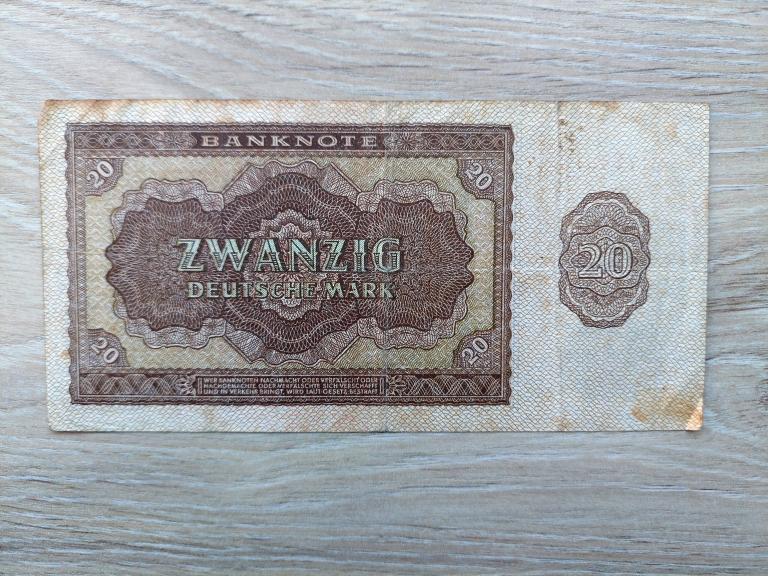 BANKNOTE
20 20
ZWANZIG
20
DEUTSCHE MARK
20 20
WER BANKNOTEN NACHMACHT ODER VERFÄLSCHT ODER
NACHGEMACHTE ODER VERFÄLSCHTE SICH VERSCHAFFT
UND IN VERKEHR BRINGT, WIRD LAUT GESETZ BESTRAFT